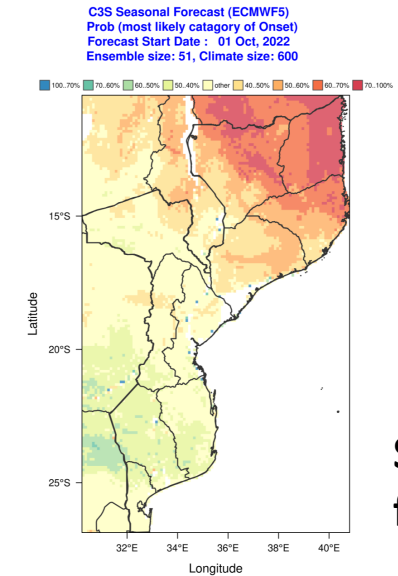 C3S Seasonal Forecast (ECMWF5)
Prob (most likely catagory of Onset)
Forecast Start Date : 01 Oct, 2022
Ensemble size: 51, Climate size: 600
100..70% 70..60% 60..50% 50..40% other 40..50% 50..60% 60..70% 70..100%
15°S
20°S
25°S
Latitude
32°E 34°E 36°E 38°E 40°E
Longitude
S
f